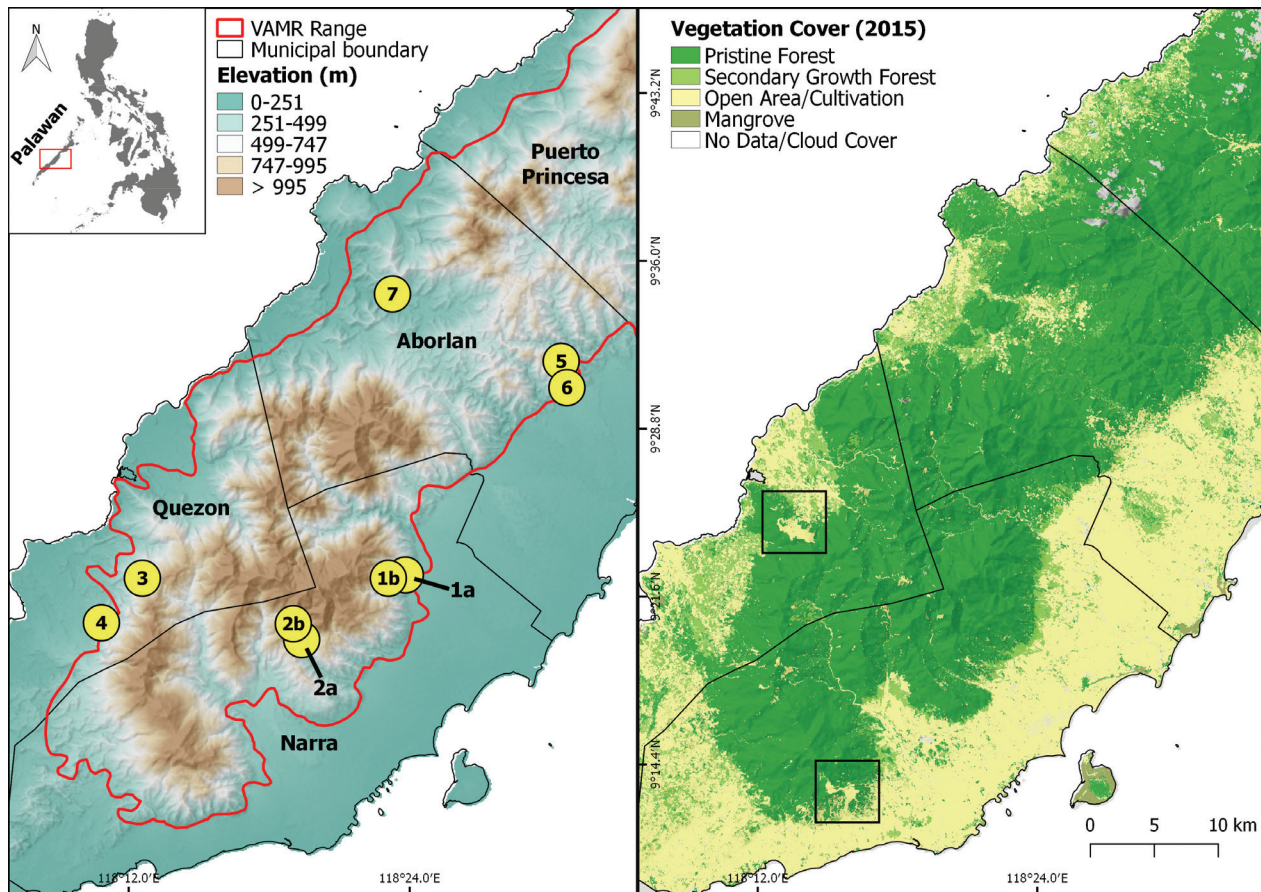 N
Palawan
VAMR Range
Municipal boundary
Elevation (m)
0-251
251-499
499-747
747-995
> 995
Puerto
Princesa
7
Aborlan
5
6
Quezon
3
1b
1a
4
2b
2a
Narra
118°12.0'E
118°24.0'E
9°43.2'N
9°36.0'N
9°28.8'N
9°21.6'N
9°14.4'N
Vegetation Cover (2015)
Pristine Forest
Secondary Growth Forest
Open Area/Cultivation
Mangrove
No Data/Cloud Cover
0 5 10 km
118°12.0'E
118°24.0'E